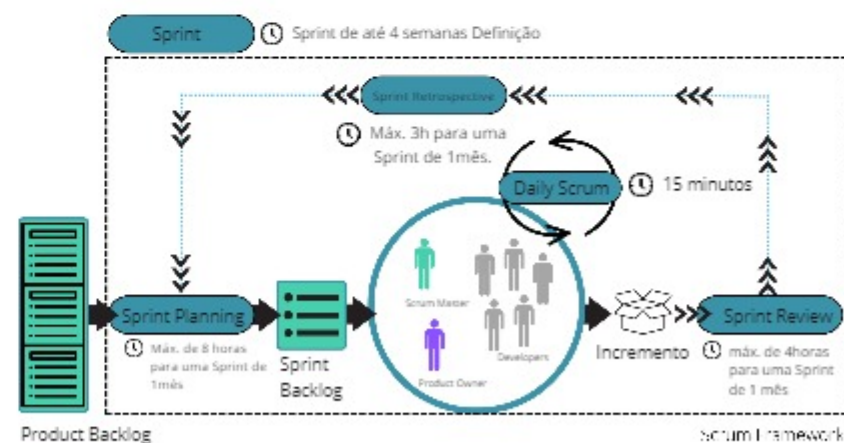 Sprint
Sprint de até 4 semanas Definição
Sprint Retrospective
Máx. 3h para uma
Sprint de 1mês.
Daily Scrum
15 minutos
Scrum Master
Product Owner
Developers
Sprint Planning
Máx. de 8 horas
para uma Sprint de
1mês
Sprint
Backlog
Incremento
Sprint Review
máx. de 4horas
para uma Sprint
de 1 mês
Product Backlog
Scrum Framework